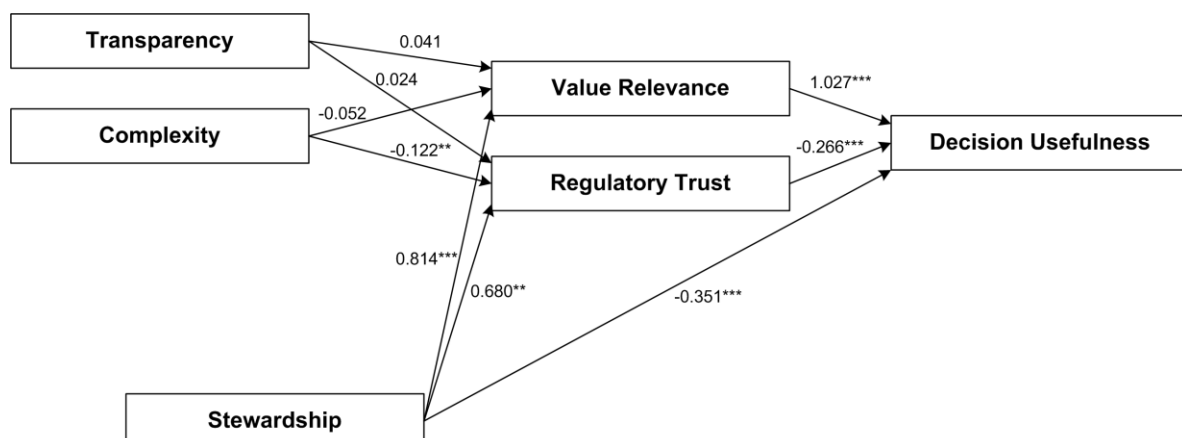 Transparency
0.041
0.024
Value Relevance
1.027***
Complexity
-0.052
-0.122**
Decision Usefulness
-0.266***
Regulatory Trust
0.814***
0.680**
-0.351***
Stewardship